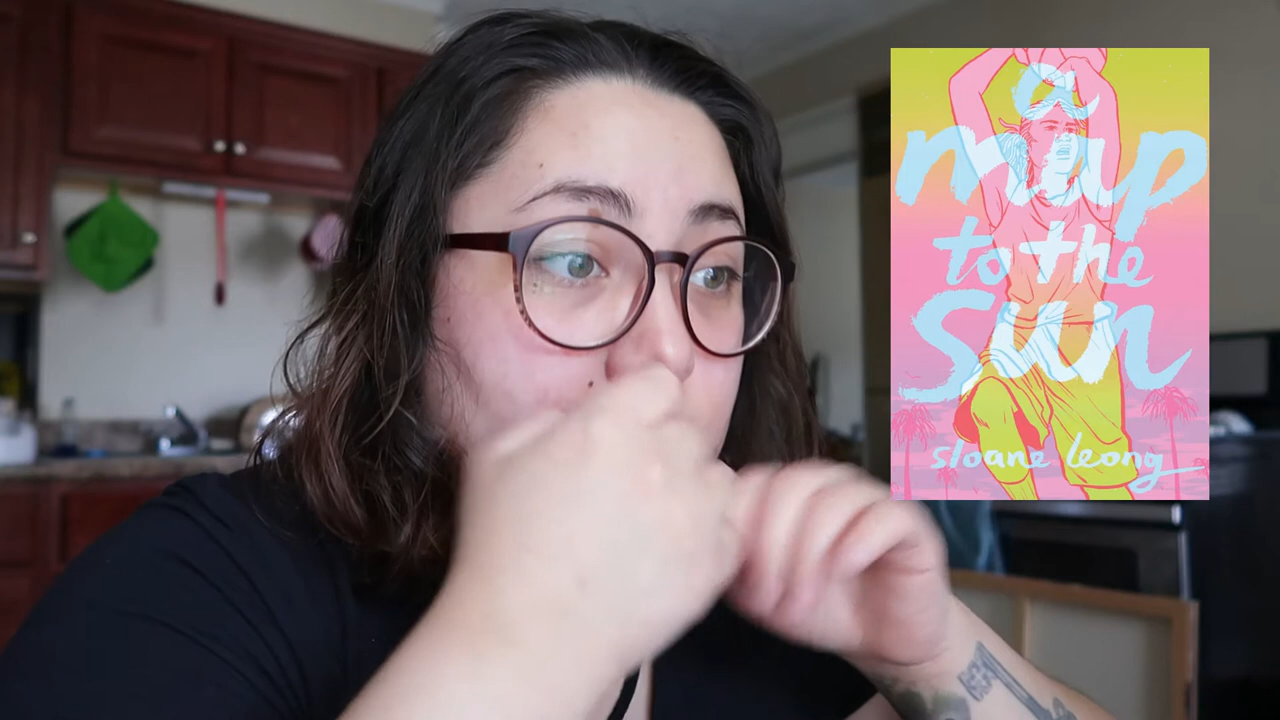 a
map
to the
Sun
sloane leong